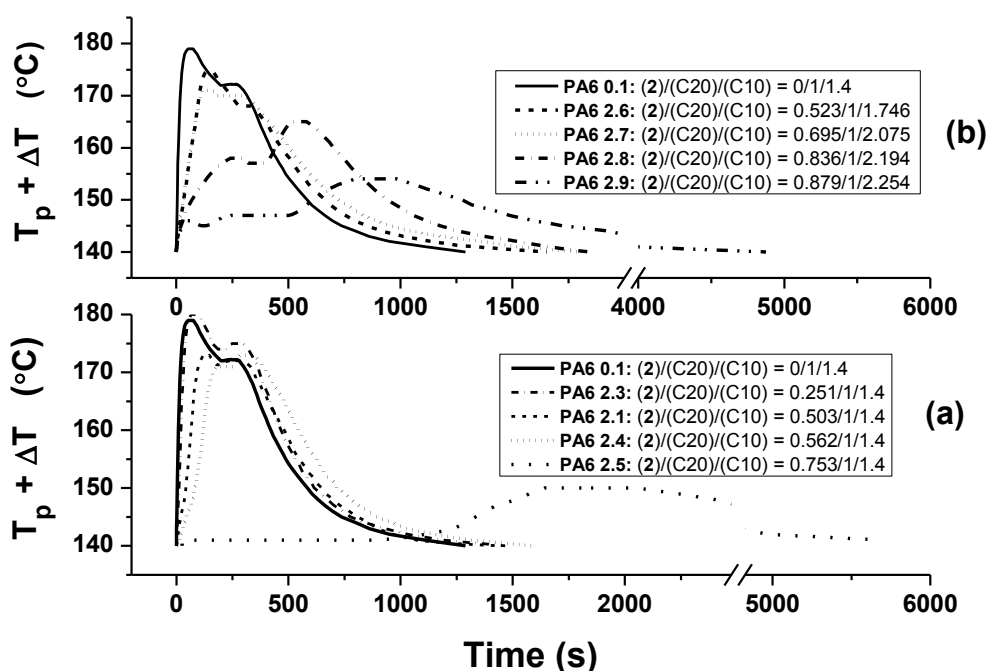 180
170
160
150
140
T_p + ΔT (°C)
PA6 0.1: (2)/(C20)/(C10) = 0/1/1.4
PA6 2.6: (2)/(C20)/(C10) = 0.523/1/1.746
PA6 2.7: (2)/(C20)/(C10) = 0.695/1/2.075
PA6 2.8: (2)/(C20)/(C10) = 0.836/1/2.194
PA6 2.9: (2)/(C20)/(C10) = 0.879/1/2.254
(b)
0 500 1000 1500 4000 5000 6000
180
170
160
150
140
T_p + ΔT (°C)
PA6 0.1: (2)/(C20)/(C10) = 0/1/1.4
PA6 2.3: (2)/(C20)/(C10) = 0.251/1/1.4
PA6 2.1: (2)/(C20)/(C10) = 0.503/1/1.4
PA6 2.4: (2)/(C20)/(C10) = 0.562/1/1.4
PA6 2.5: (2)/(C20)/(C10) = 0.753/1/1.4
(a)
0 500 1000 1500 2000 5000 6000
Time (s)